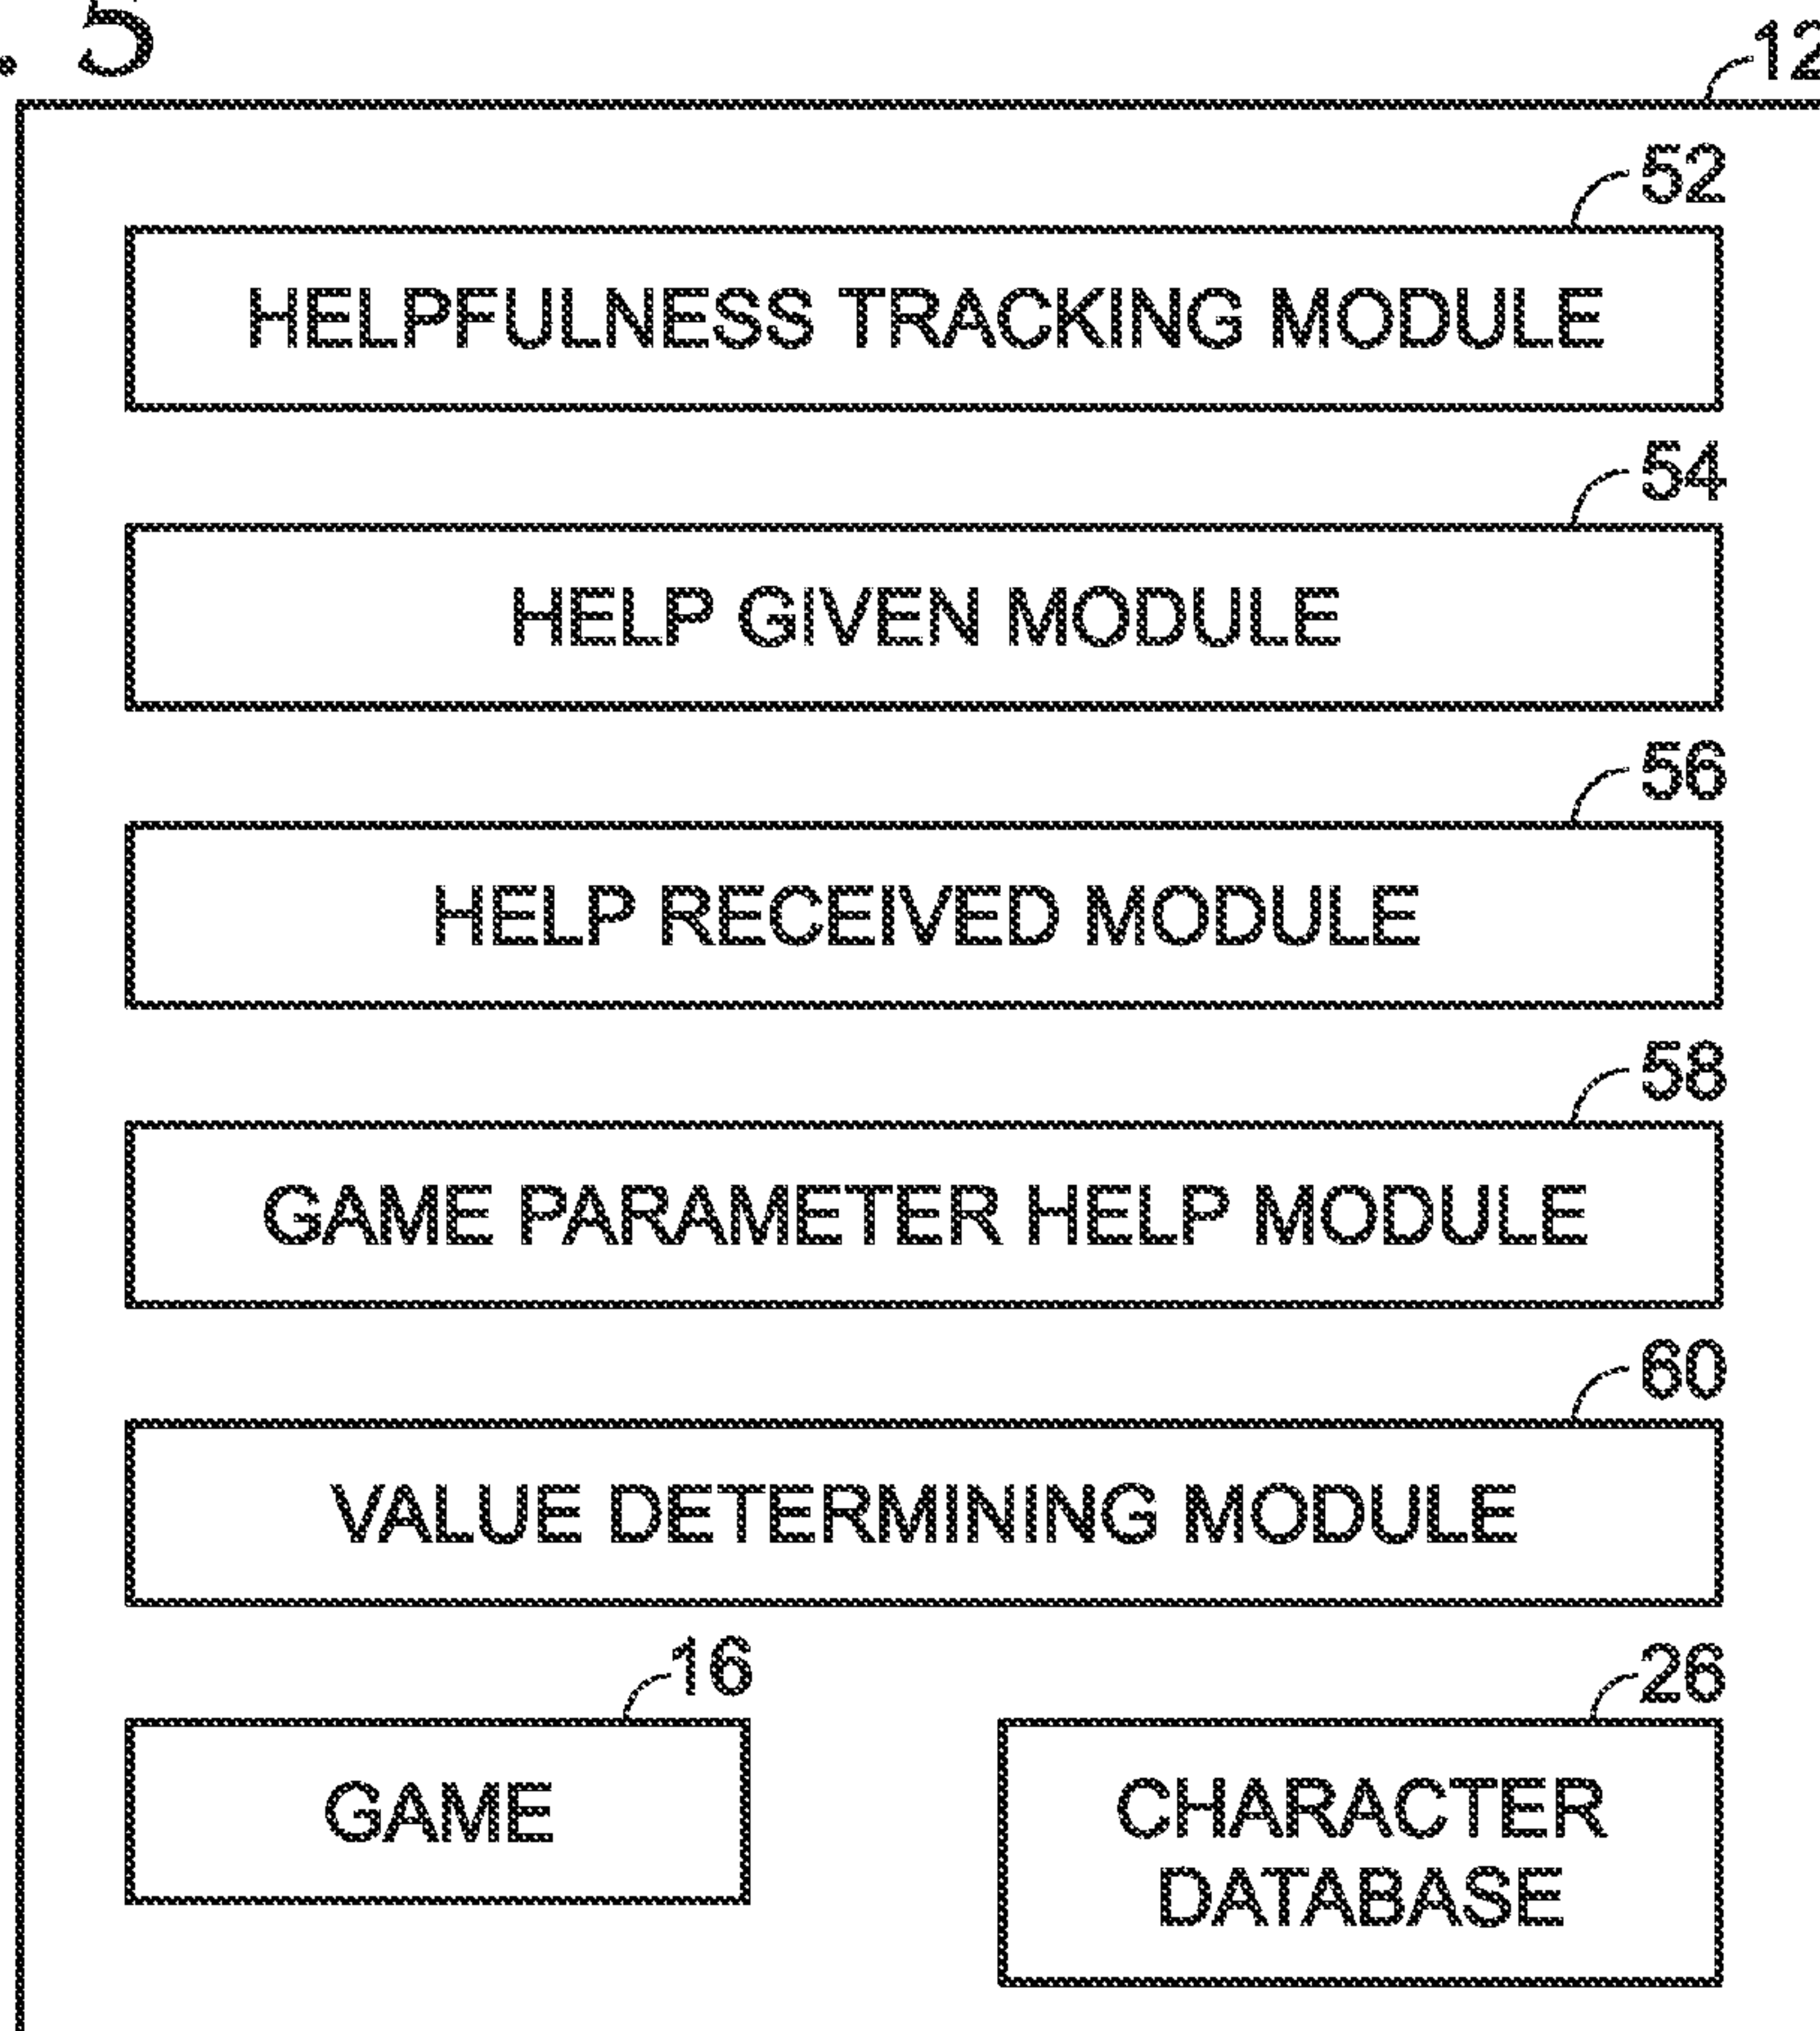 . 5
12
52
HELPFULNESS TRACKING MODULE
54
HELP GIVEN MODULE
56
HELP RECEIVED MODULE
58
GAME PARAMETER HELP MODULE
60
VALUE DETERMINING MODULE
16
26
GAME
CHARACTER
DATABASE